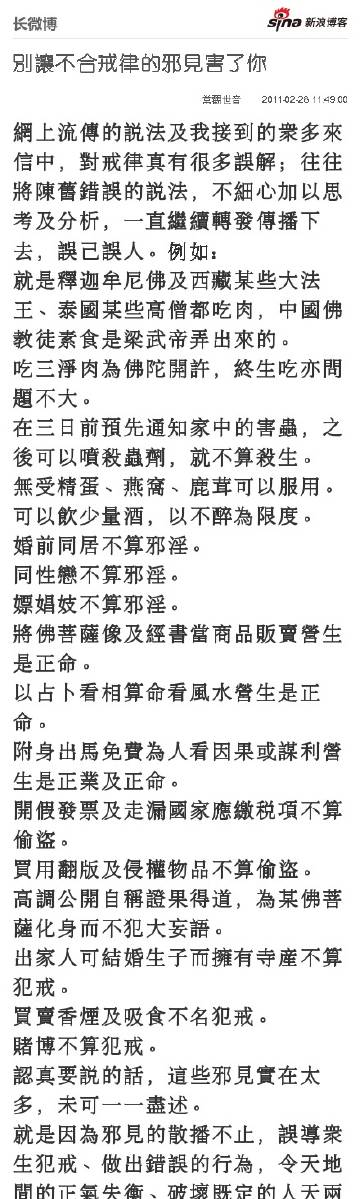 长微博
sina 新浪博客
別讓不合戒律的邪見害了你
2011-02-26 11:49:00
網上流傳的説法及我接到的衆多來
信中，對戒律真有很多誤解；往往
將陳舊錯誤的説法，不細心加以思
考及分析，一直繼續轉發傳播下
去，誤己誤人。例如：
就是釋迦牟尼佛及西藏某些大法
王、泰國某些高僧都吃肉，中國佛
教徒素食是梁武帝弄出來的。
吃三淨肉為佛陀開許，終生吃亦問
題不大。
在三日前預先通知家中的害蟲，之
後可以噴殺蟲劑，就不算殺生。
無受精蛋、燕窩、鹿茸可以服用。
可以飲少量酒，以不醉為限度。
婚前同居不算邪淫。
同性戀不算邪淫。
嫖娼妓不算邪淫。
將佛菩薩像及經書當商品販賣營生
是正命。
以占卜看相算命看風水營生是正
命。
附身出馬免費為人看因果或謀利營
生是正業及正命。
開假發票及走漏國家應繳税項不算
偷盜。
買用翻版及侵權物品不算偷盜。
高調公開自稱證果得道，為某佛菩
薩化身而不犯大妄語。
出家人可結婚生子而擁有寺產不算
犯戒。
買賣香煙及吸食不名犯戒。
賭博不算犯戒。
認真要說的話，這些邪見實在太
多，未可一一盡述。
就是因為邪見的散播不止，誤導衆
生犯戒、做出錯誤的行為，令天地
間的正氣失衡、破壞既定的人天兩